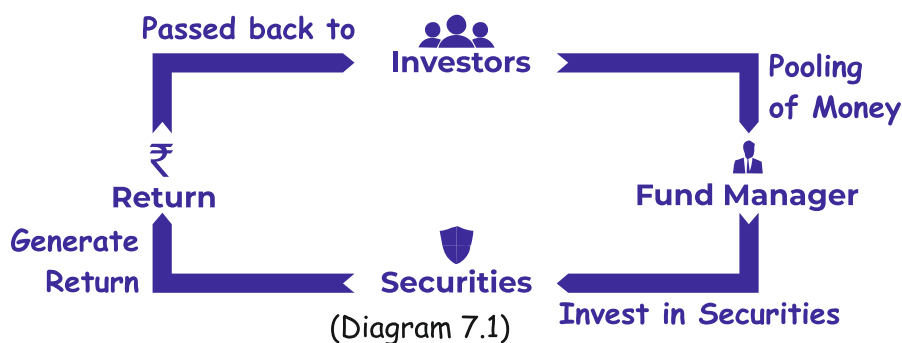 Passed back to
Investors
Pooling
of Money
₹
Return
Fund Manager
Generate
Return
Securities
Invest in Securities
(Diagram 7.1)